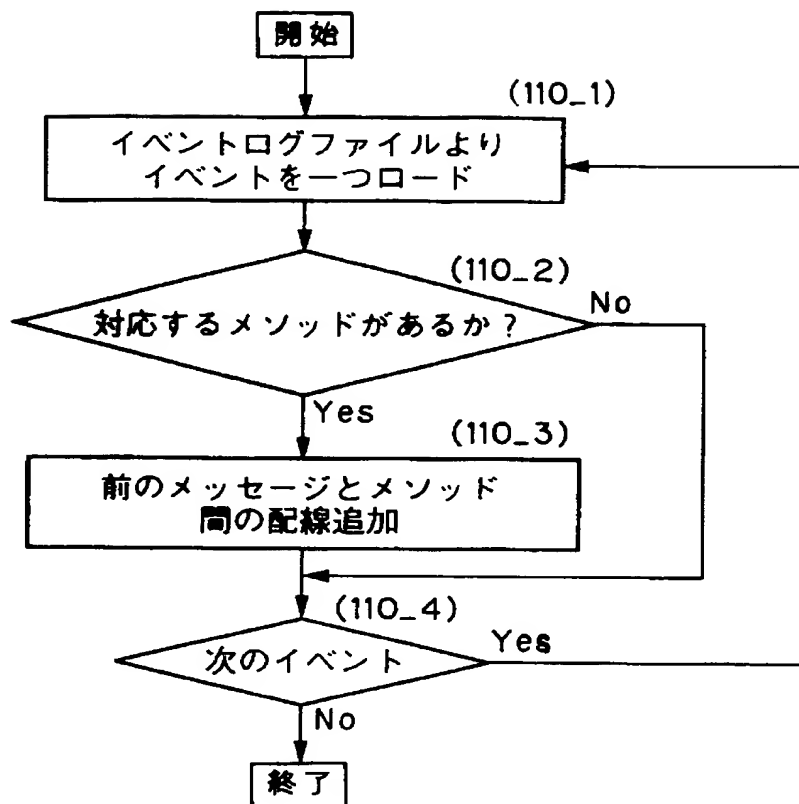 開始
(110_1)
イベントログファイルより
イベントを一つロード
(110_2)
対応するメソッドがあるか？
No
Yes
(110_3)
前のメッセージとメソッド
間の配線追加
(110_4)
次のイベント
Yes
No
終了